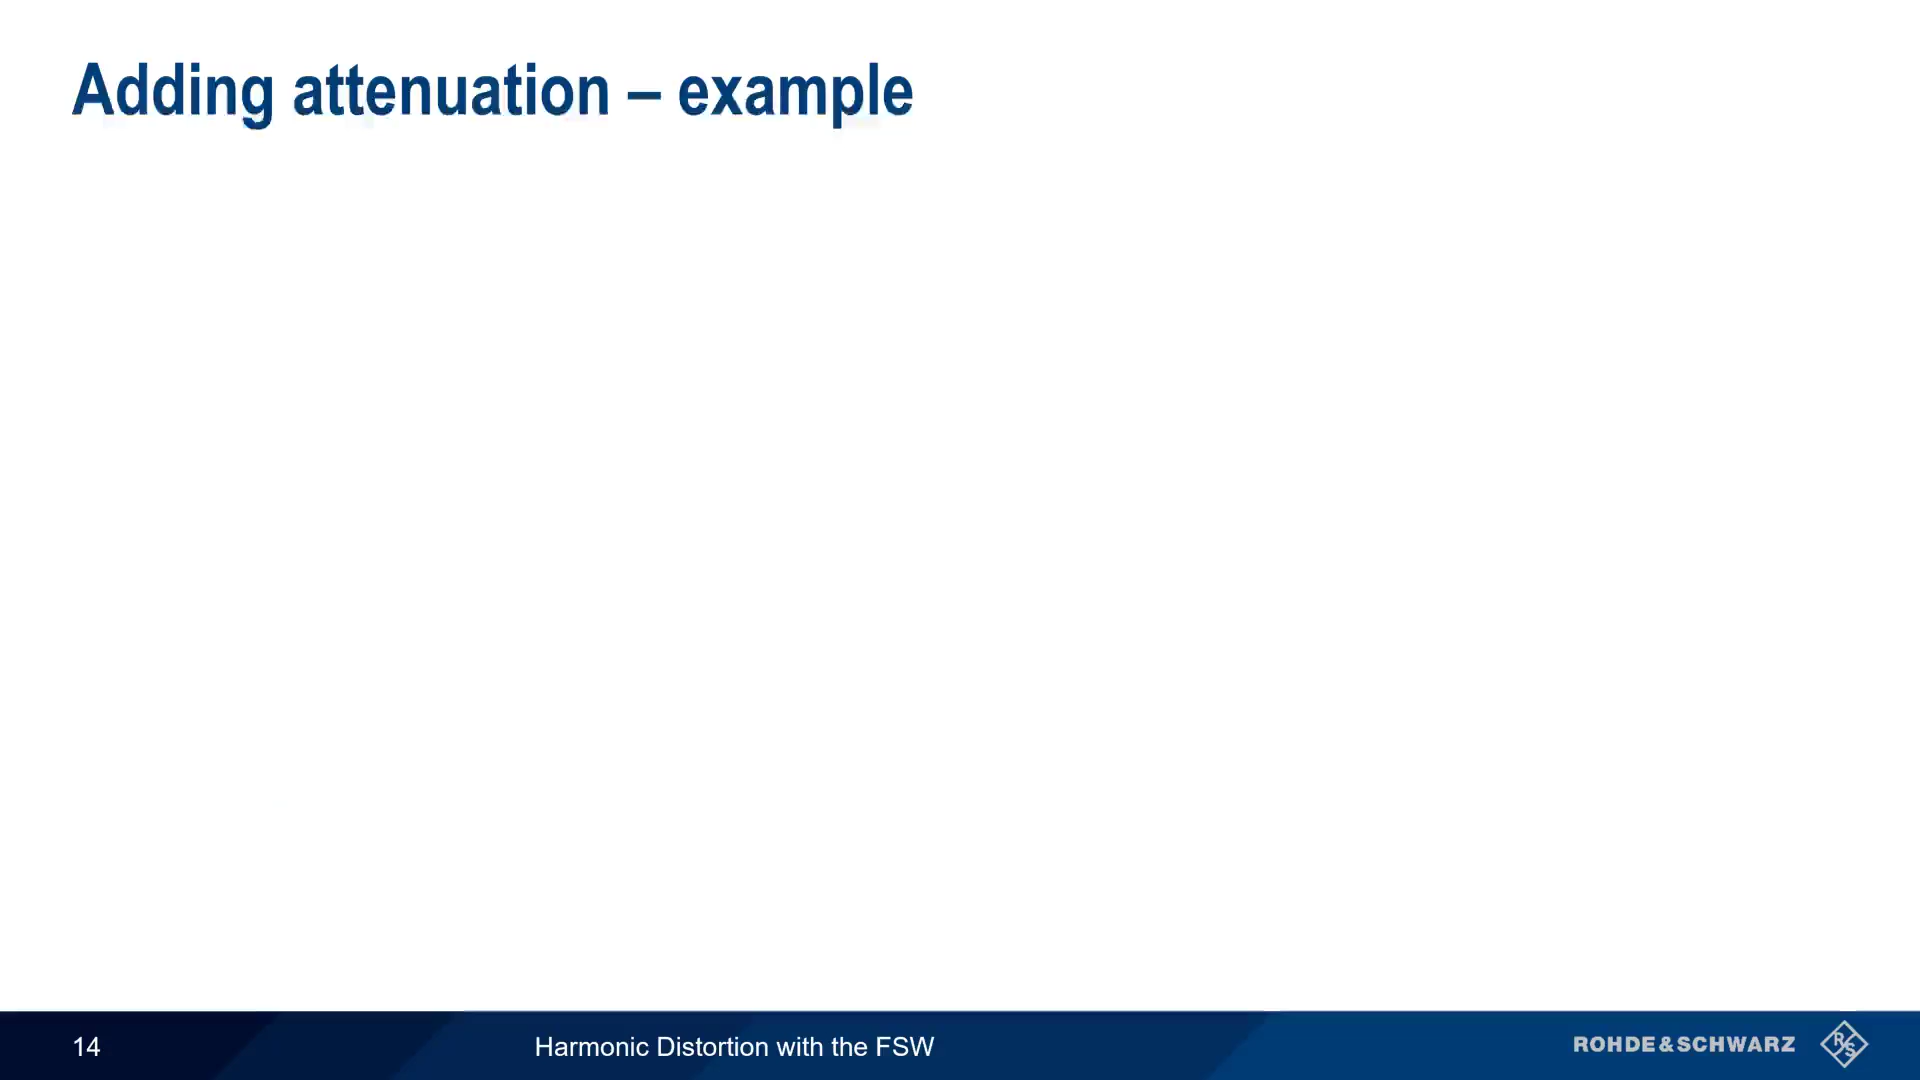 Adding attenuation – example
14
Harmonic Distortion with the FSW
ROHDE&SCHWARZ
R S